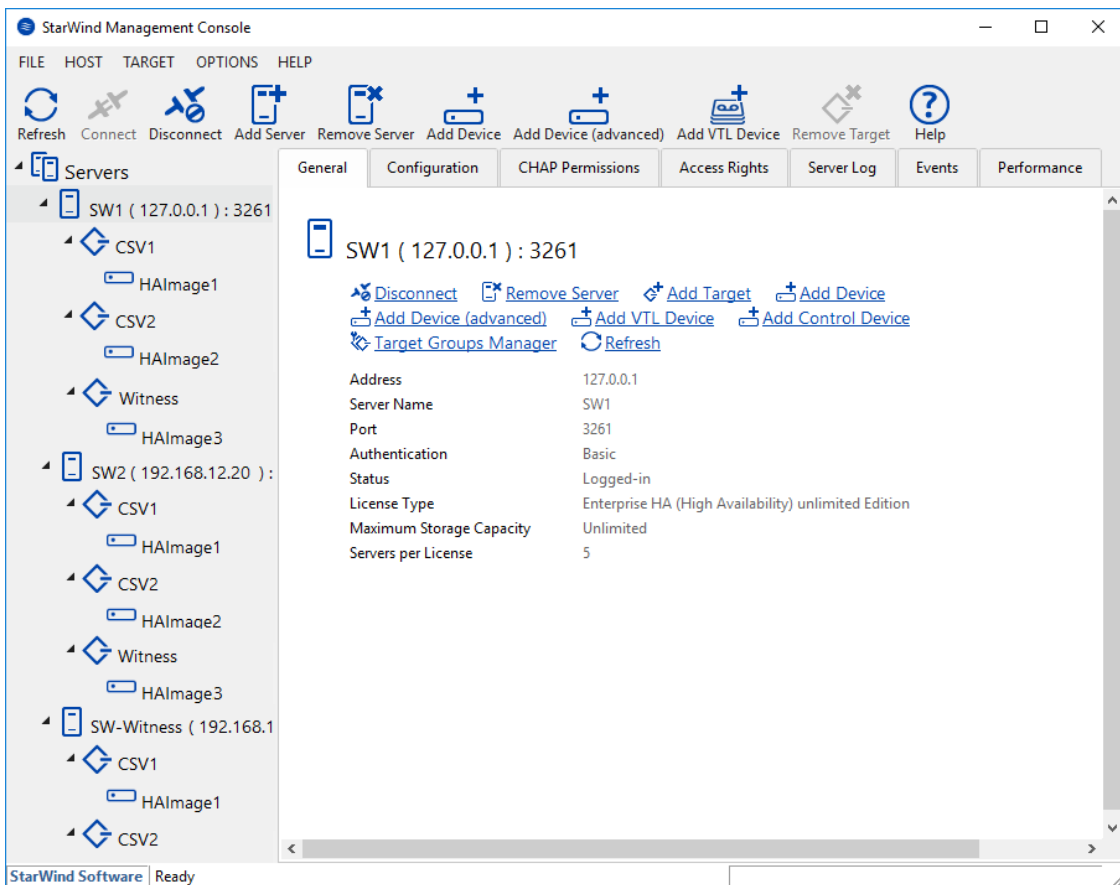 StarWind Management Console
FILE HOST TARGET OPTIONS HELP
Refresh Connect Disconnect Add Server Remove Server Add Device Add Device (advanced) Add VTL Device Remove Target Help
Servers
SW1 ( 127.0.0.1 ) : 3261
CSV1
HAImage1
CSV2
HAImage2
Witness
HAImage3
SW2 ( 192.168.12.20 ) :
CSV1
HAImage1
CSV2
HAImage2
Witness
HAImage3
SW-Witness ( 192.168.1
CSV1
HAImage1
CSV2
General Configuration CHAP Permissions Access Rights Server Log Events Performance
SW1 ( 127.0.0.1 ) : 3261
Disconnect Remove Server Add Target Add Device
Add Device (advanced) Add VTL Device Add Control Device
Target Groups Manager Refresh
Address 127.0.0.1
Server Name SW1
Port 3261
Authentication Basic
Status Logged-in
License Type Enterprise HA (High Availability) unlimited Edition
Maximum Storage Capacity Unlimited
Servers per License 5
StarWind Software Ready